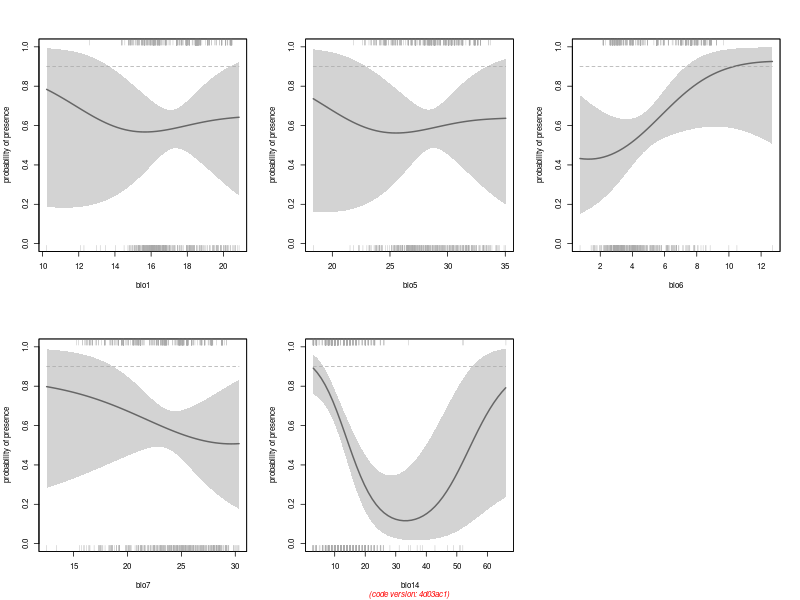 probability of presence
0.0 0.2 0.4 0.6 0.8 1.0
10 12 14 16 18 20
bio1
probability of presence
0.0 0.2 0.4 0.6 0.8 1.0
20 25 30 35
bio5
probability of presence
0.0 0.2 0.4 0.6 0.8 1.0
2 4 6 8 10 12
bio6
probability of presence
0.0 0.2 0.4 0.6 0.8 1.0
15 20 25 30
bio7
probability of presence
0.0 0.2 0.4 0.6 0.8 1.0
10 20 30 40 50 60
bio14
(code version: 4d03ac1)